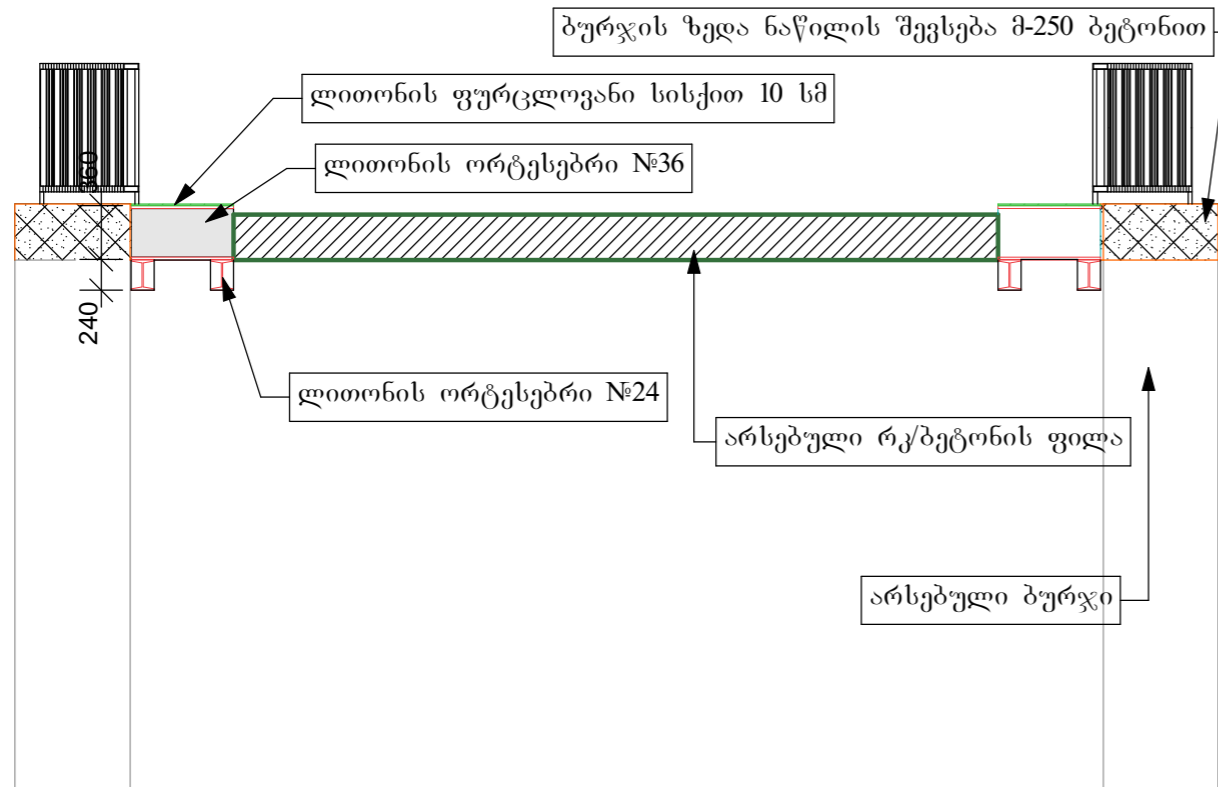 ბურჯის ზედა ნაწილის შევსება მ-250 ბეტონით
ლითონის ფურცლოვანი სისქით 10 სმ
ლითონის ორტესებრი №36
360
240
ლითონის ორტესებრი №24
არსებული რკ/ბეტონის ფილა
არსებული ბურჯი